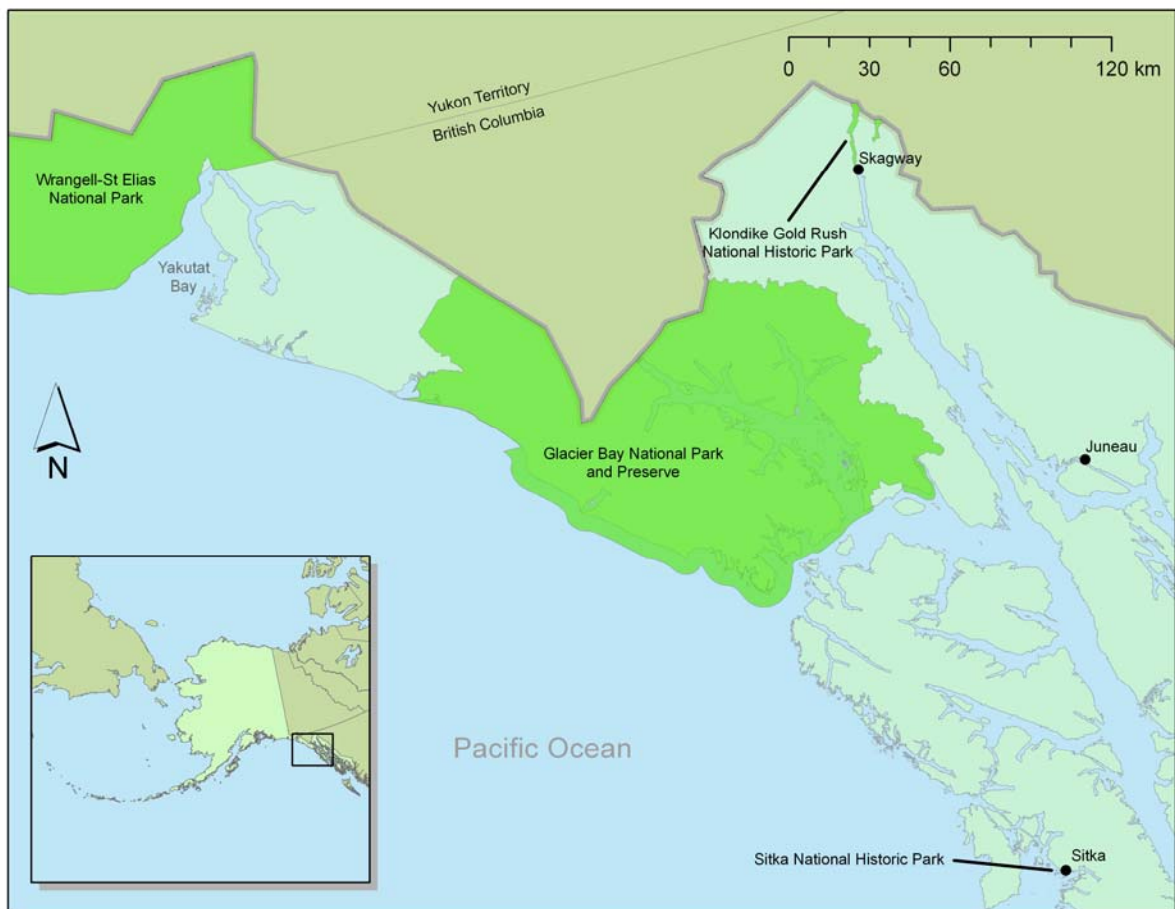 0 30 60 120 km
Yukon Territory
British Columbia
Wrangell-St Elias
National Park
Skagway
Klondike Gold Rush
National Historic Park
Yakutat
Bay
Juneau
Glacier Bay National Park
and Preserve
N
Pacific Ocean
Sitka National Historic Park
Sitka